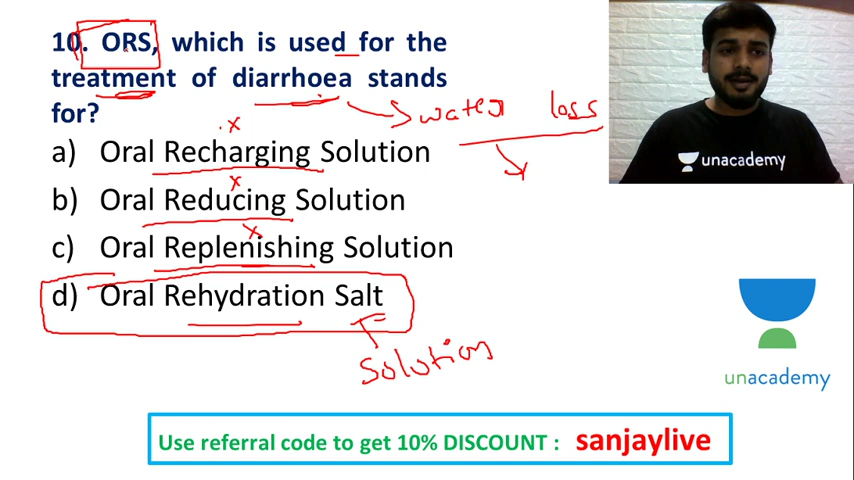 10. ORS, which is used for the
treatment of diarrhoea stands
for?
water loss
a) Oral Recharging Solution
b) Oral Reducing Solution
c) Oral Replenishing Solution
d) Oral Rehydration Salt
Solution
unacademy
unacademy
Use referral code to get 10% DISCOUNT : sanjaylive